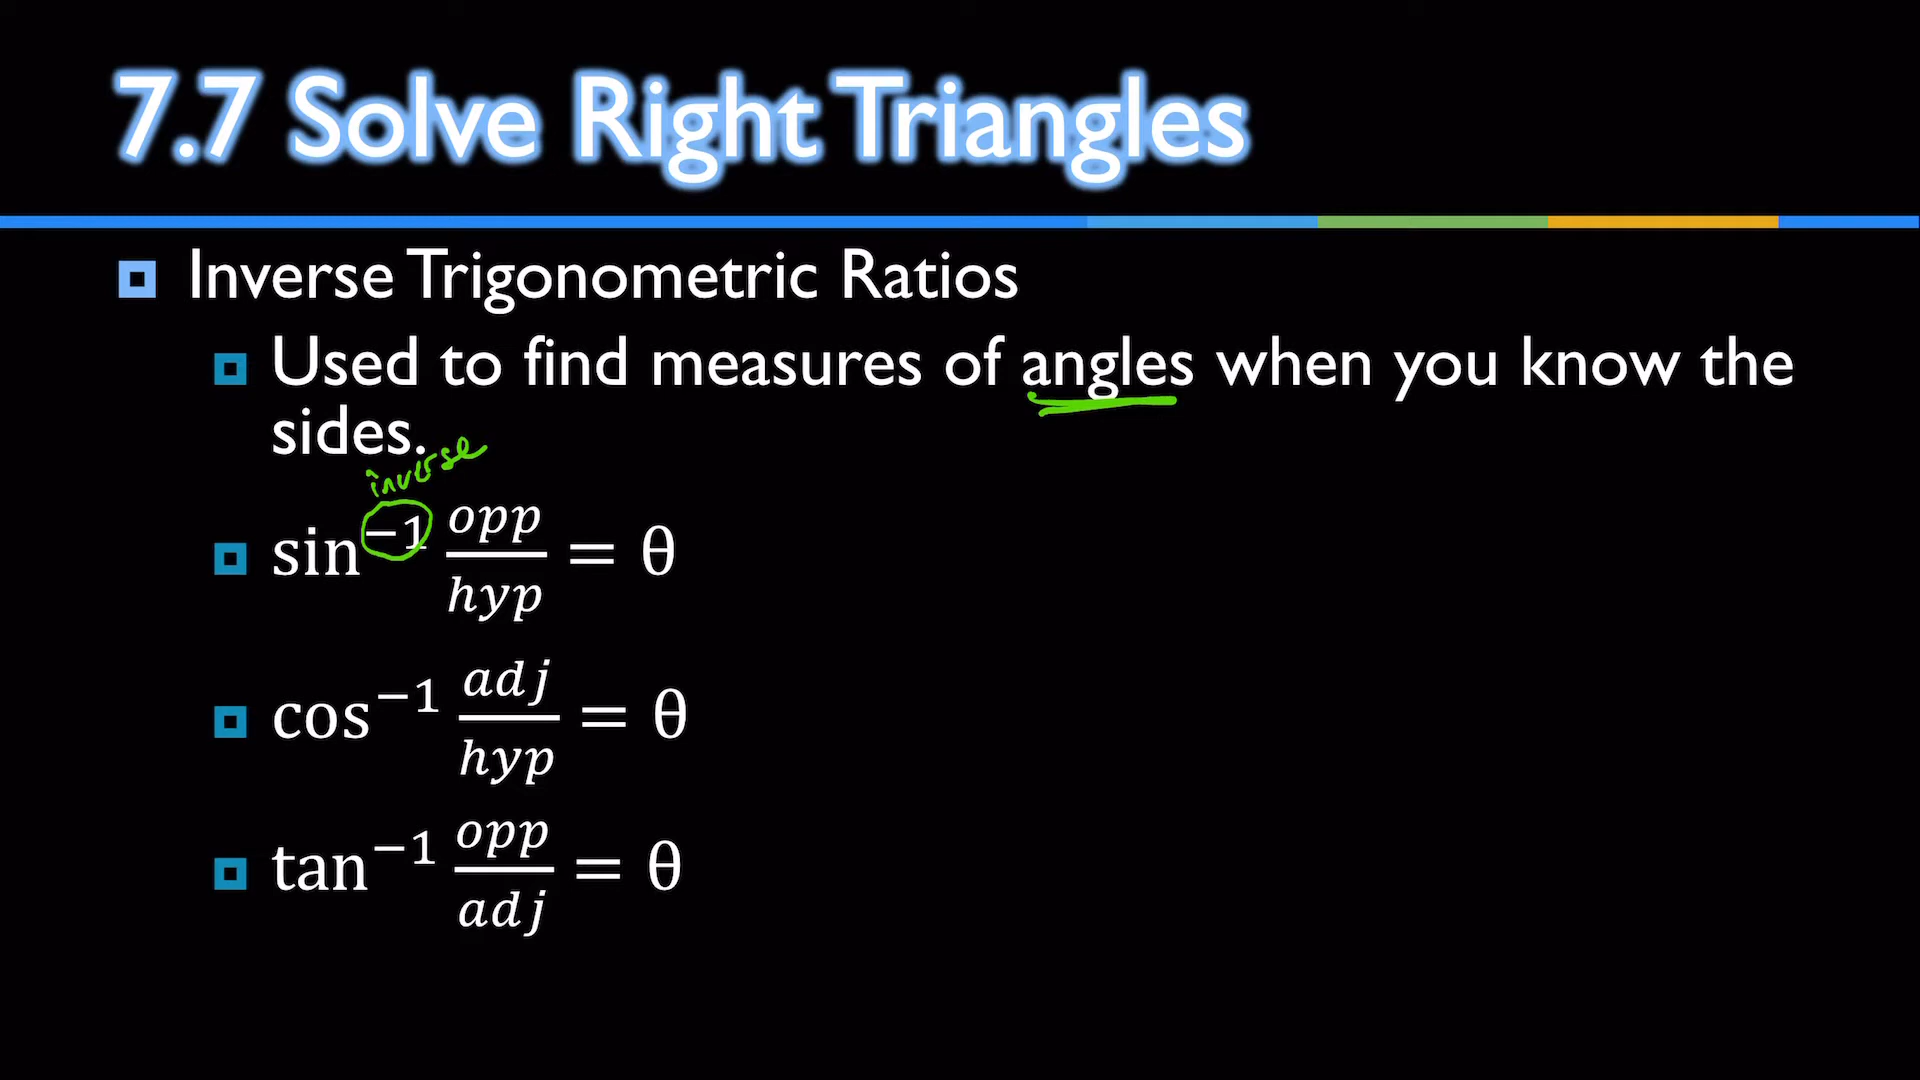 7.7 Solve Right Triangles
Inverse Trigonometric Ratios
Used to find measures of angles when you know the
sides.
inverse
sin⁻¹ opp/hyp = θ
cos⁻¹ adj/hyp = θ
tan⁻¹ opp/adj = θ